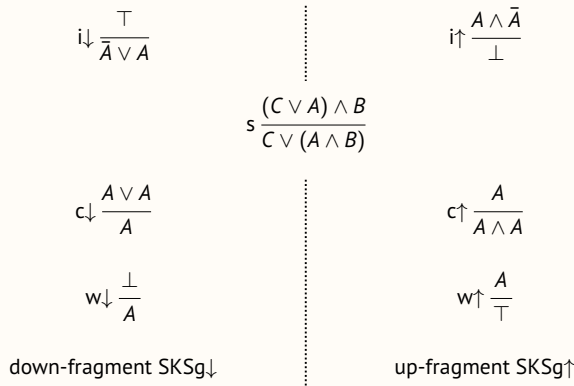 i↓ ⊤ / Ā ∨ A
i↑ A ∧ Ā / ⊥
s (C ∨ A) ∧ B / C ∨ (A ∧ B)
c↓ A ∨ A / A
c↑ A / A ∧ A
w↓ ⊥ / A
w↑ A / ⊤
down-fragment SKSg↓
up-fragment SKSg↑